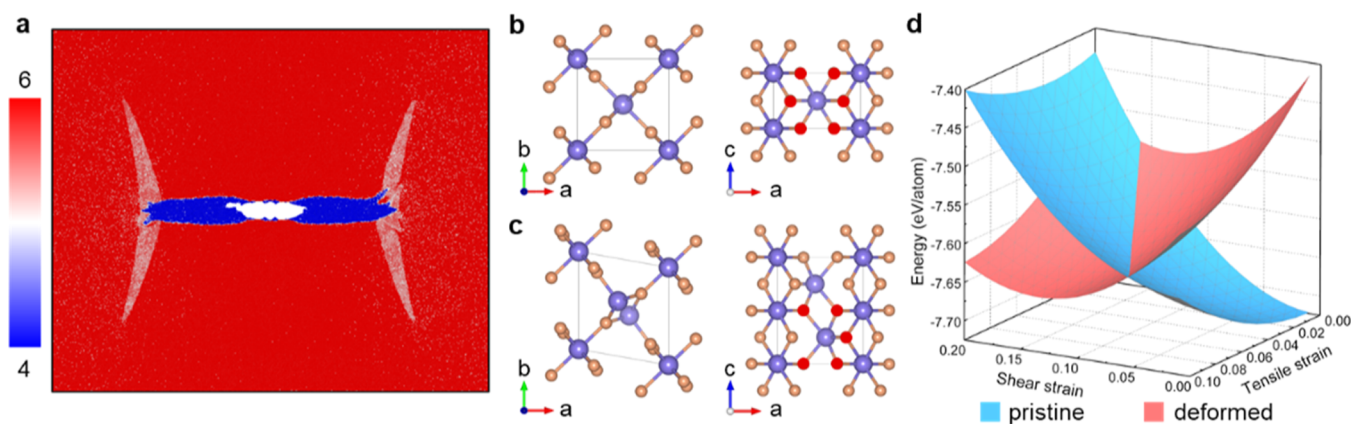 a
6
4
b
b
a
c
a
c
b
a
c
a
d
Energy (eV/atom)
-7.40
-7.45
-7.50
-7.55
-7.60
-7.65
-7.70
0.20
0.15
0.10
0.05
0.00
Shear strain
0.10
0.08
0.06
0.04
0.02
0.00
Tensile strain
pristine
deformed